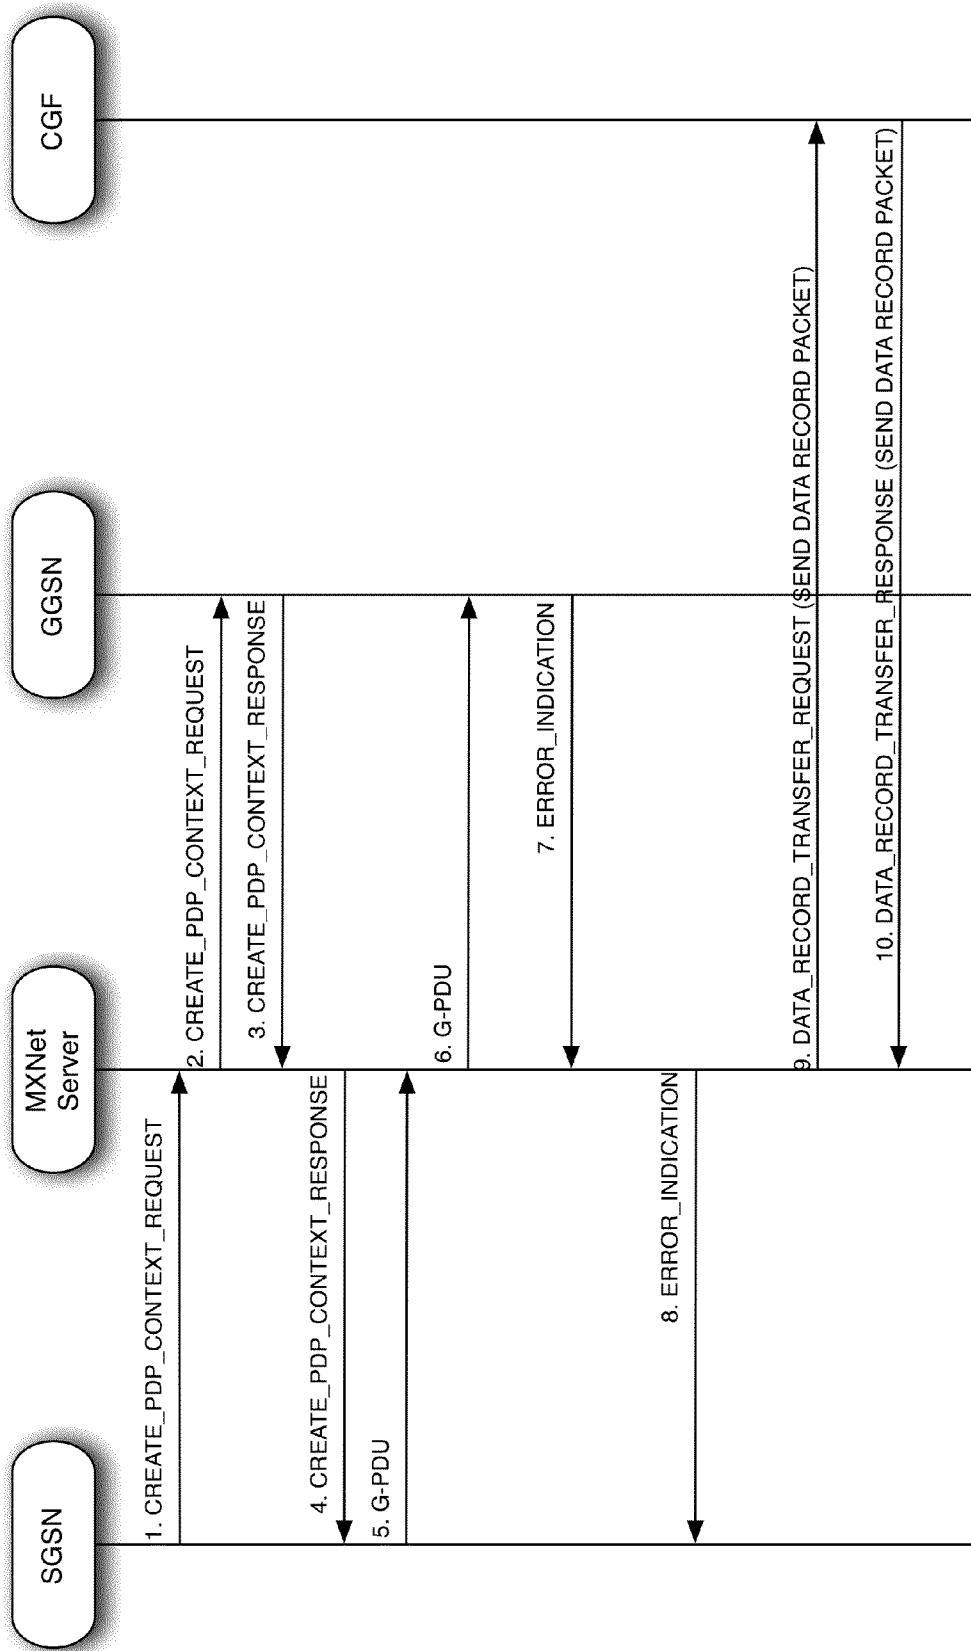 SGSN
MXNet
Server
GGSN
CGF
1. CREATE_PDP_CONTEXT_REQUEST
2. CREATE_PDP_CONTEXT_REQUEST
3. CREATE_PDP_CONTEXT_RESPONSE
4. CREATE_PDP_CONTEXT_RESPONSE
5. G-PDU
6. G-PDU
7. ERROR_INDICATION
8. ERROR_INDICATION
9. DATA_RECORD_TRANSFER_REQUEST (SEND DATA RECORD PACKET)
10. DATA_RECORD_TRANSFER_RESPONSE (SEND DATA RECORD PACKET)